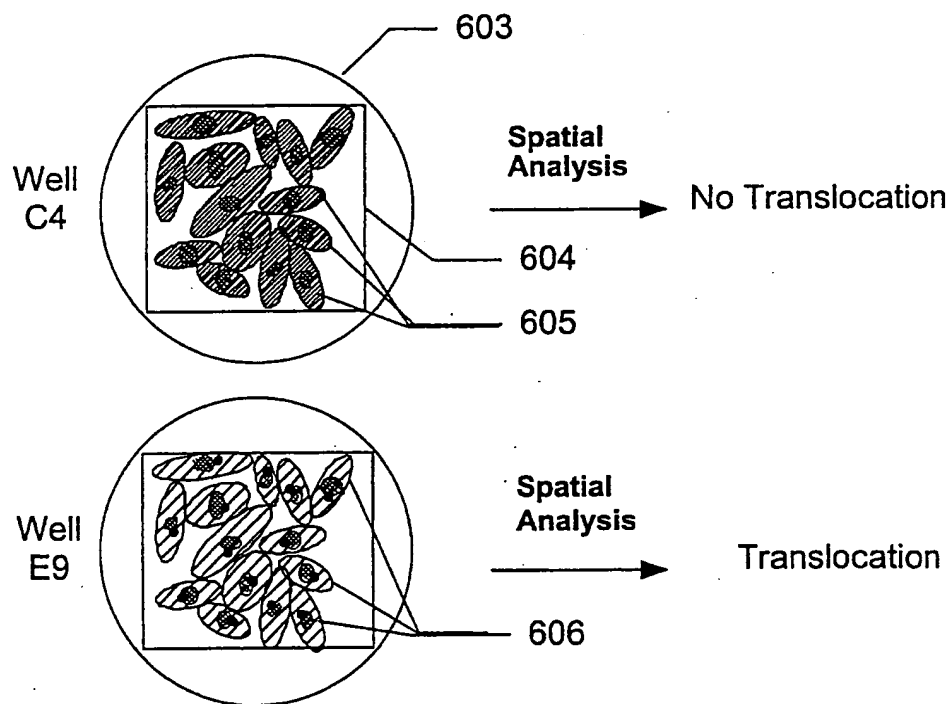 603
Well
C4
Spatial
Analysis
No Translocation
604
605
Well
E9
Spatial
Analysis
Translocation
606